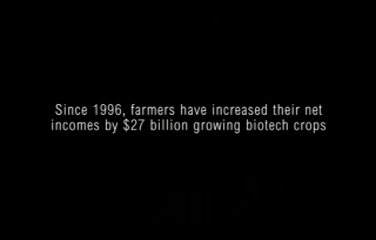 Since 1996, farmers have increased their net
incomes by $27 billion growing biotech crops